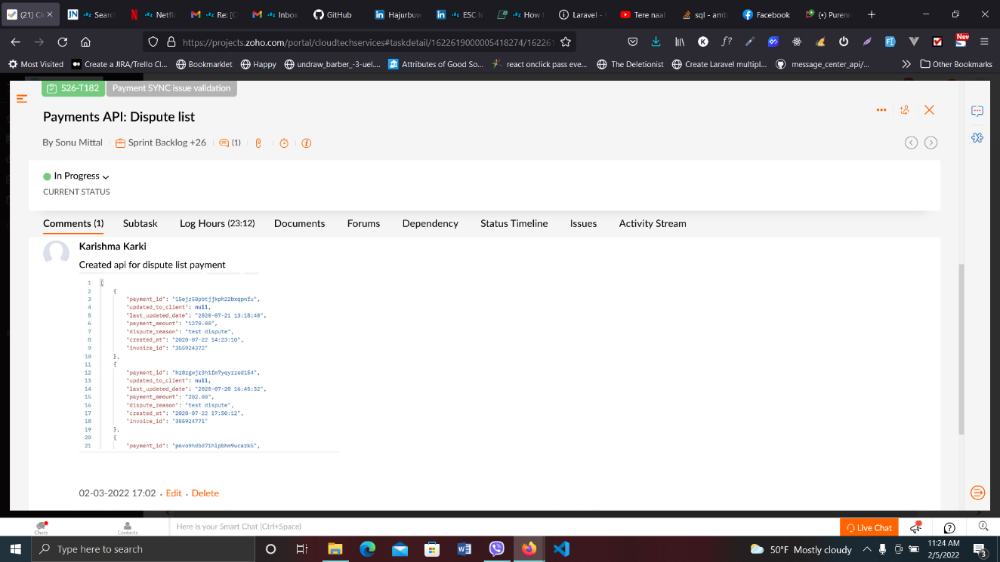 (21) Cl
Searc
Netfli
Re: [C
Inbox
GitHub
Hajurbuw
ESC h
How t
Laravel -
Tere naal
sql - amb
Facebook
(•) Puren
https://projects.zoho.com/portal/cloudtechservices#taskdetail/1622619000005418274/162261
New
Most Visited
Create a JIRA/Trello Cl...
Bookmarklet
Happy
undraw_barber_-3-uel....
Attributes of Good So...
react onclick pass eve...
The Deletionist
Create Laravel multipl...
message_center_api/...
Other Bookmarks
S26-T182 Payment SYNC issue validation
Payments API: Dispute list
By Sonu Mittal Sprint Backlog +26 (1)
In Progress
CURRENT STATUS
Comments (1) Subtask Log Hours (23:12) Documents Forums Dependency Status Timeline Issues Activity Stream
Karishma Karki
Created api for dispute list payment
1 [
2 {
3 "payment_id": "15ejz50pbtjjkph22bxqpnfu",
4 "updated_to_client": null,
5 "last_updated_date": "2020-07-21 13:18:40",
6 "payment_amount": "1270.00",
7 "dispute_reason": "test dispute",
8 "created_at": "2020-07-22 14:23:10",
9 "invoice_id": "355924372"
10 },
11 {
12 "payment_id": "hr8rgwjr3h1fm7yqyrrsd154",
13 "updated_to_client": null,
14 "last_updated_date": "2020-07-20 16:45:32",
15 "payment_amount": "202.00",
16 "dispute_reason": "test dispute",
17 "created_at": "2020-07-22 17:50:12",
18 "invoice_id": "355924771"
19 },
20 {
21 "payment_id": "p6vo9hdbd71hlpbhm9ucark5",
02-03-2022 17:02 . Edit . Delete
Chats
Contacts
Here is your Smart Chat (Ctrl+Space)
Live Chat
Type here to search
50°F Mostly cloudy
11:24 AM
2/5/2022
3